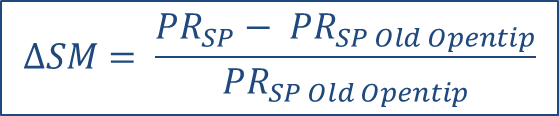 ΔSM = (PR_SP − PR_SP Old Opentip) / PR_SP Old Opentip